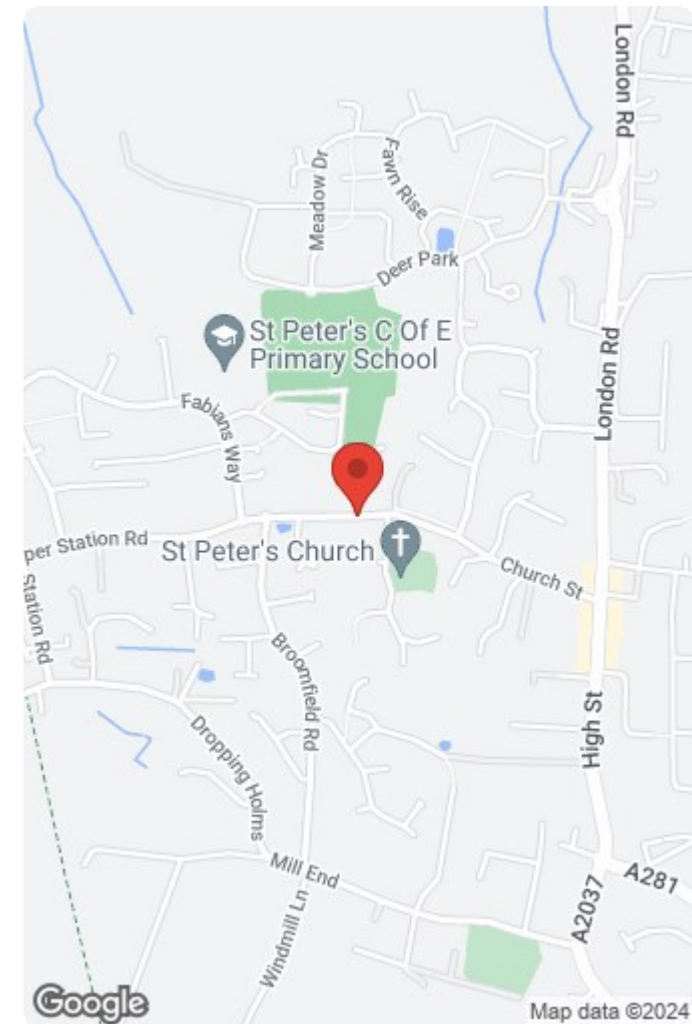 London Rd
Meadow Dr
Fawn Rise
Deer Park
St Peter's C Of E
Primary School
London Rd
Fabians Way
per Station Rd
St Peter's Church
Church St
Station Rd
Broomfield Rd
High St
Dropping Holms
Mill End
A281
A2037
Windmill Ln
Google
Map data ©2024